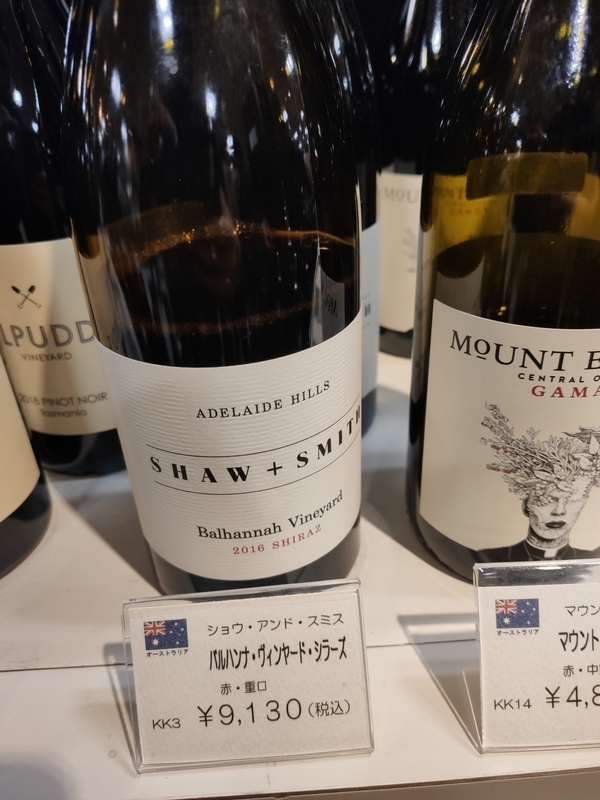 LPUDD
VINEYARD
2018 PINOT NOIR
Tasmania
ADELAIDE HILLS
SHAW + SMITH
Balhannah Vineyard
2016 SHIRAZ
MOUNT E
CENTRAL O
GAMA
オーストラリア
ショウ・アンド・スミス
バルハンナ・ヴィンヤード・シラーズ
赤・重口
KK3 ¥9,130(税込)
オーストラリア
マウン
マウント
赤・中
KK14 ¥4,8